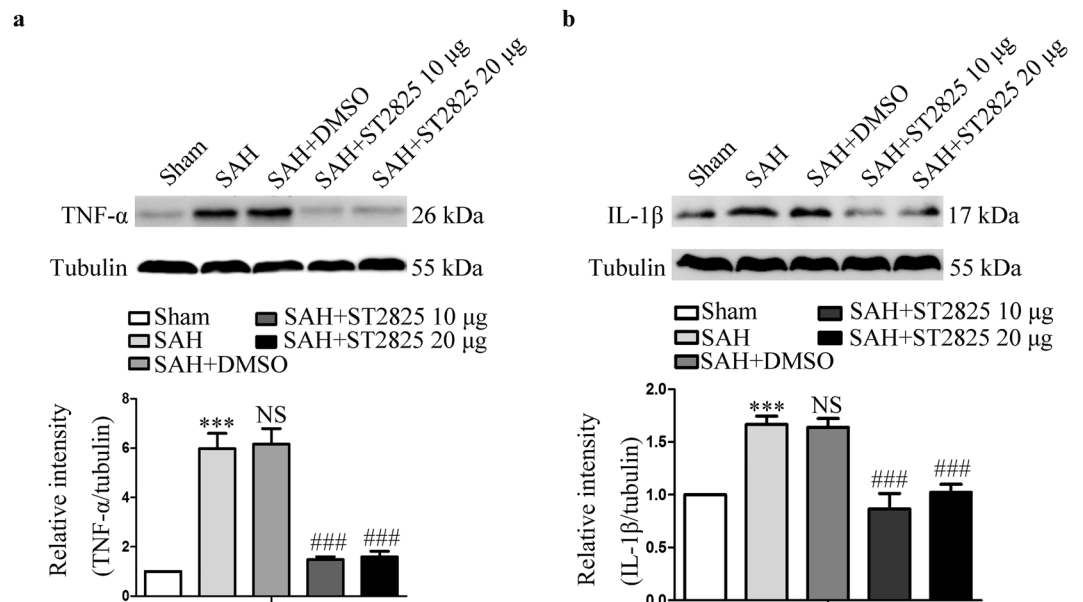 a
Sham
SAH
SAH+DMSO
SAH+ST2825 10 μg
SAH+ST2825 20 μg
TNF-α
26 kDa
Tubulin
55 kDa
Sham
SAH
SAH+DMSO
SAH+ST2825 10 μg
SAH+ST2825 20 μg
Relative intensity
(TNF-α/tubulin)
8
6
4
2
0
***
NS
###
###
b
Sham
SAH
SAH+DMSO
SAH+ST2825 10 μg
SAH+ST2825 20 μg
IL-1β
17 kDa
Tubulin
55 kDa
Sham
SAH
SAH+DMSO
SAH+ST2825 10 μg
SAH+ST2825 20 μg
Relative intensity
(IL-1β/tubulin)
2.0
1.5
1.0
0.5
0.0
***
NS
###
###